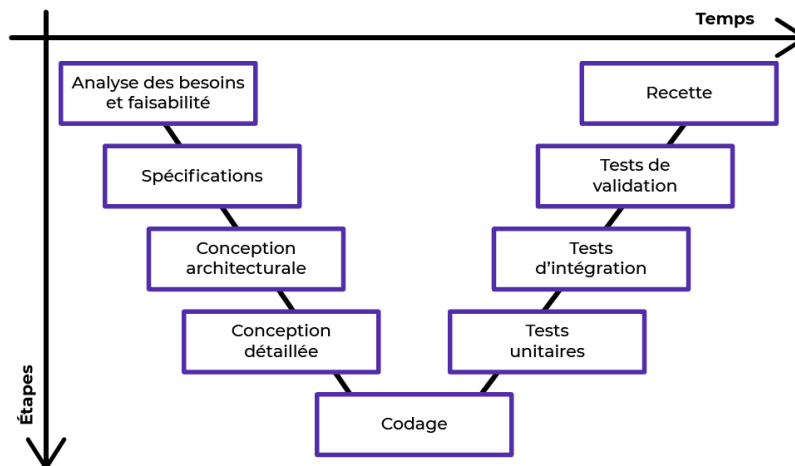 Temps
Analyse des besoins
et faisabilité
Recette
Spécifications
Tests de
validation
Conception
architecturale
Tests
d'intégration
Conception
détaillée
Tests
unitaires
Codage
Étapes